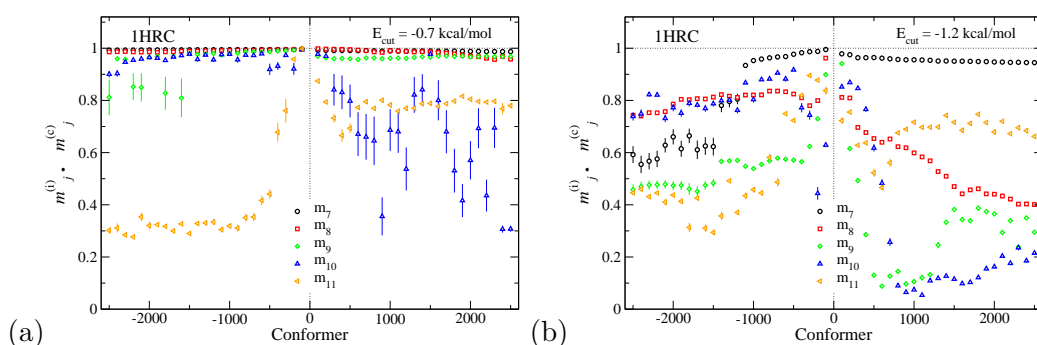 (a)
1HRC
E_cut = -0.7 kcal/mol
m_j^(i) · m_j^(c)
1
0.8
0.6
0.4
0.2
0
m_7
m_8
m_9
m_10
m_11
-2000 -1000 0 1000 2000
Conformer
(b)
1HRC
E_cut = -1.2 kcal/mol
m_j^(i) · m_j^(c)
1
0.8
0.6
0.4
0.2
0
m_7
m_8
m_9
m_10
m_11
-2000 -1000 0 1000 2000
Conformer